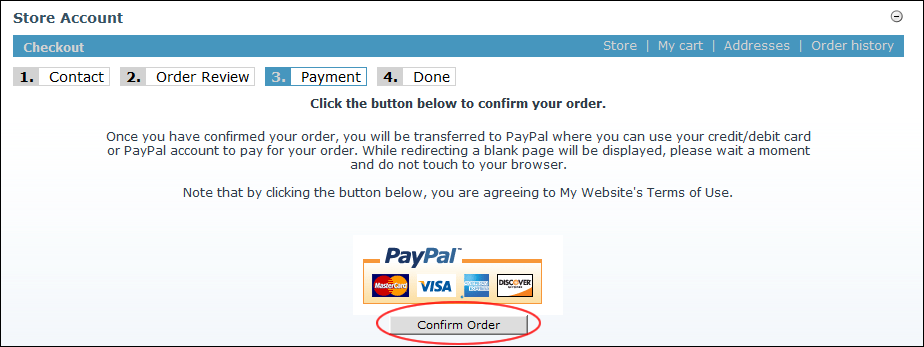 Store Account
Checkout
Store | My cart | Addresses | Order history
1. Contact 2. Order Review 3. Payment 4. Done
Click the button below to confirm your order.
Once you have confirmed your order, you will be transferred to PayPal where you can use your credit/debit card
or PayPal account to pay for your order. While redirecting a blank page will be displayed, please wait a moment
and do not touch to your browser.
Note that by clicking the button below, you are agreeing to My Website's Terms of Use.
PayPal
MasterCard VISA AMERICAN EXPRESS DISCOVER
Confirm Order